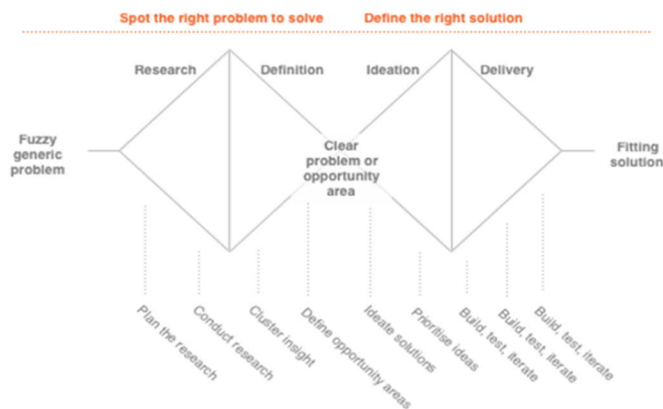 Spot the right problem to solve
Define the right solution
Research
Definition
Ideation
Delivery
Fuzzy
generic
problem
Clear
problem or
opportunity
area
Fitting
solution
Plan the research
Conduct research
Cluster insight
Define opportunity areas
Ideate solutions
Prioritise ideas
Build, test, iterate
Build, test, iterate
Build, test, iterate